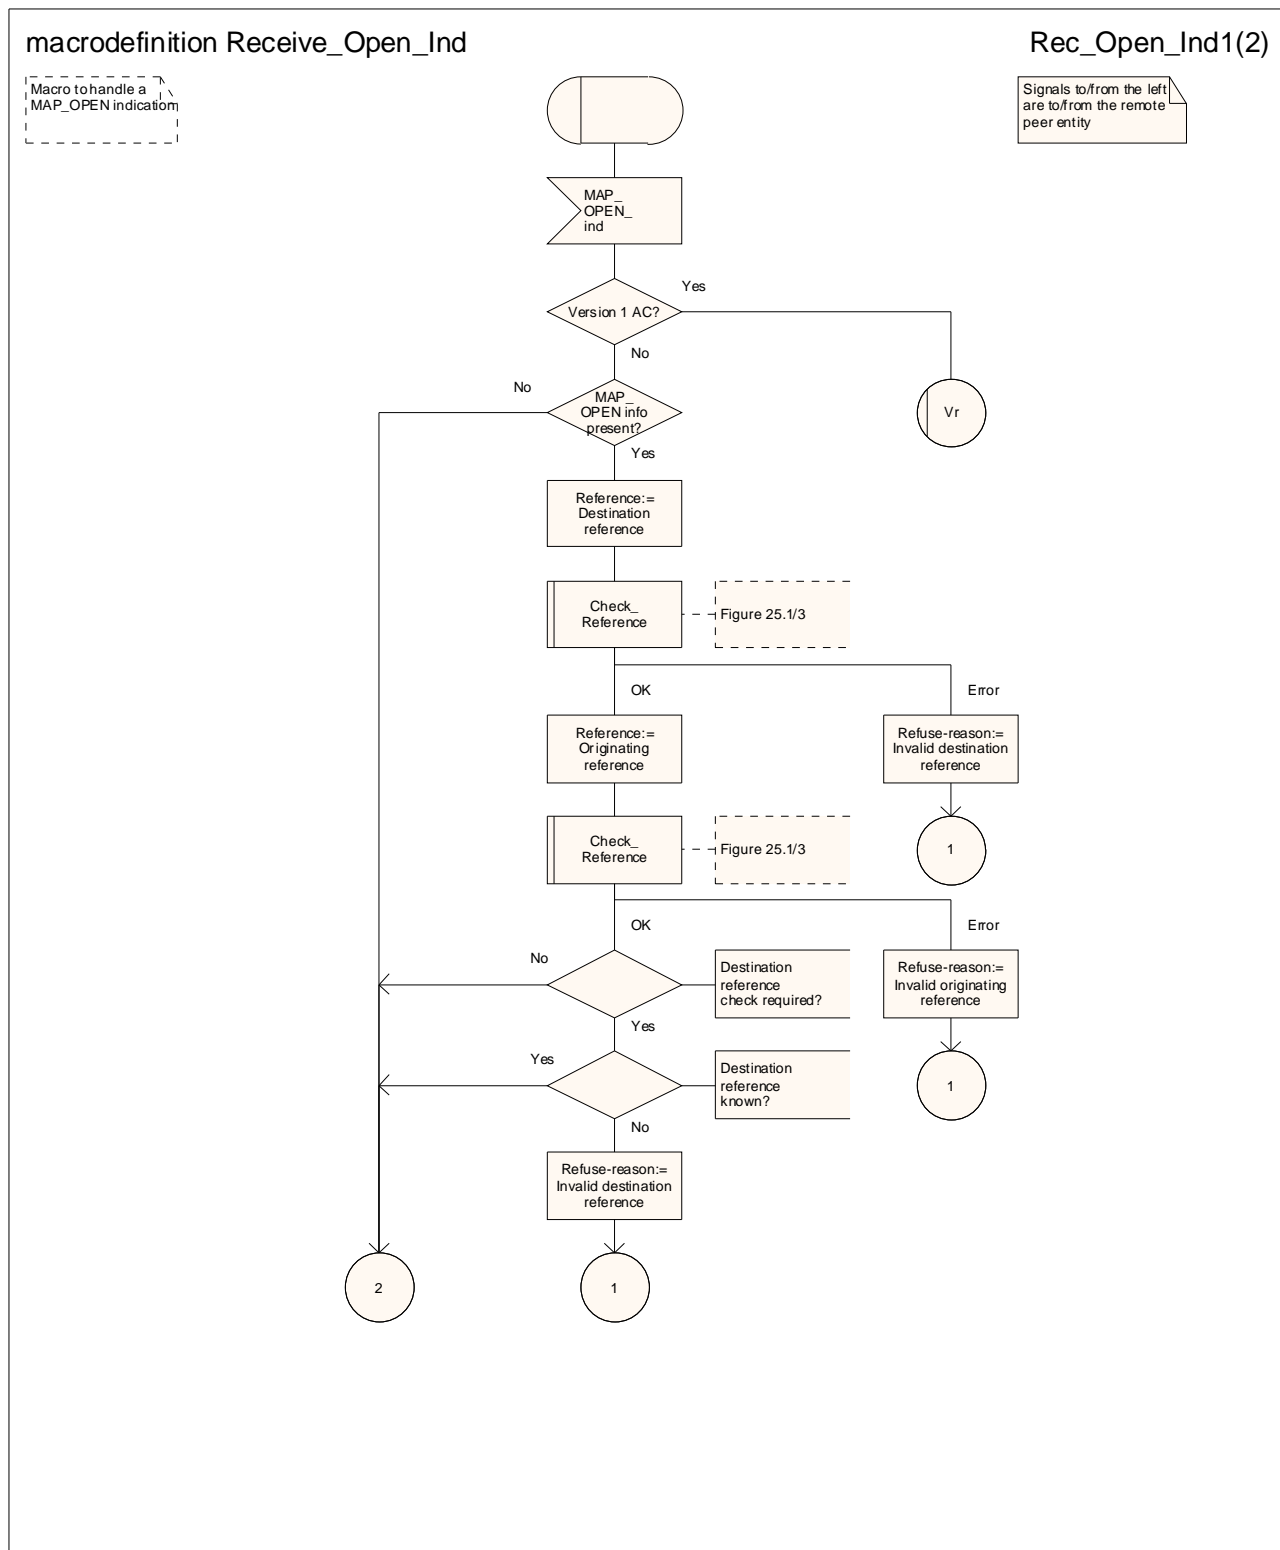 macrodefinition Receive_Open_Ind
Rec_Open_Ind1(2)
Macro to handle a
MAP_OPEN indication
Signals to/from the left
are to/from the remote
peer entity
MAP_
OPEN_
ind
Yes
Version 1 AC?
No
No
MAP_
OPEN info
present?
Vr
Yes
Reference:=
Destination
reference
Check_
Reference
Figure 25.1/3
OK
Error
Reference:=
Originating
reference
Refuse-reason:=
Invalid destination
reference
Check_
Reference
Figure 25.1/3
1
OK
Error
No
Destination
reference
check required?
Refuse-reason:=
Invalid originating
reference
Yes
Yes
Destination
reference
known?
1
No
Refuse-reason:=
Invalid destination
reference
2
1